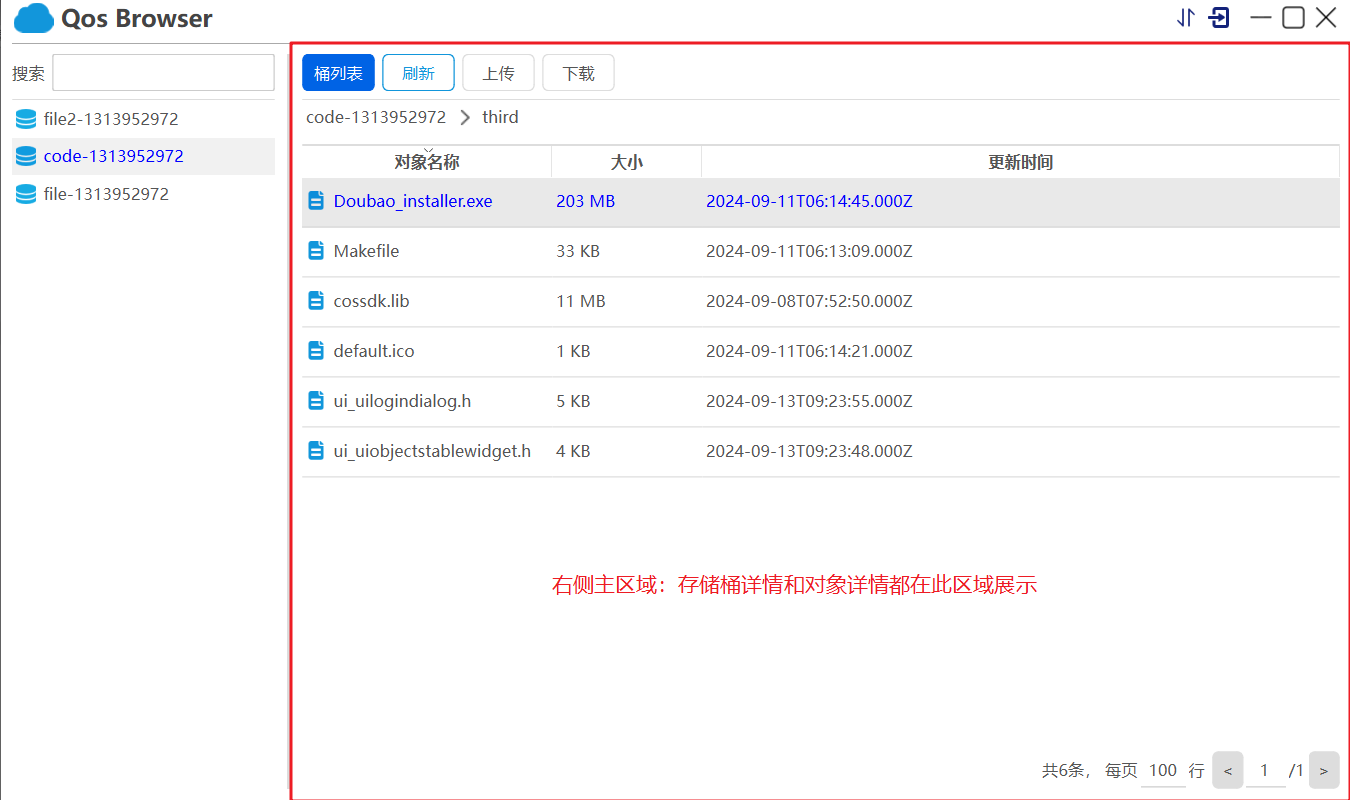 Qos Browser
搜索
file2-1313952972
code-1313952972
file-1313952972
桶列表 刷新 上传 下载
code-1313952972 > third
对象名称 大小 更新时间
Doubao_installer.exe 203 MB 2024-09-11T06:14:45.000Z
Makefile 33 KB 2024-09-11T06:13:09.000Z
cossdk.lib 11 MB 2024-09-08T07:52:50.000Z
default.ico 1 KB 2024-09-11T06:14:21.000Z
ui_uilogindialog.h 5 KB 2024-09-13T09:23:55.000Z
ui_uiobjectstablewidget.h 4 KB 2024-09-13T09:23:48.000Z
右侧主区域：存储桶详情和对象详情都在此区域展示
共6条， 每页 100 行 < 1 /1 >